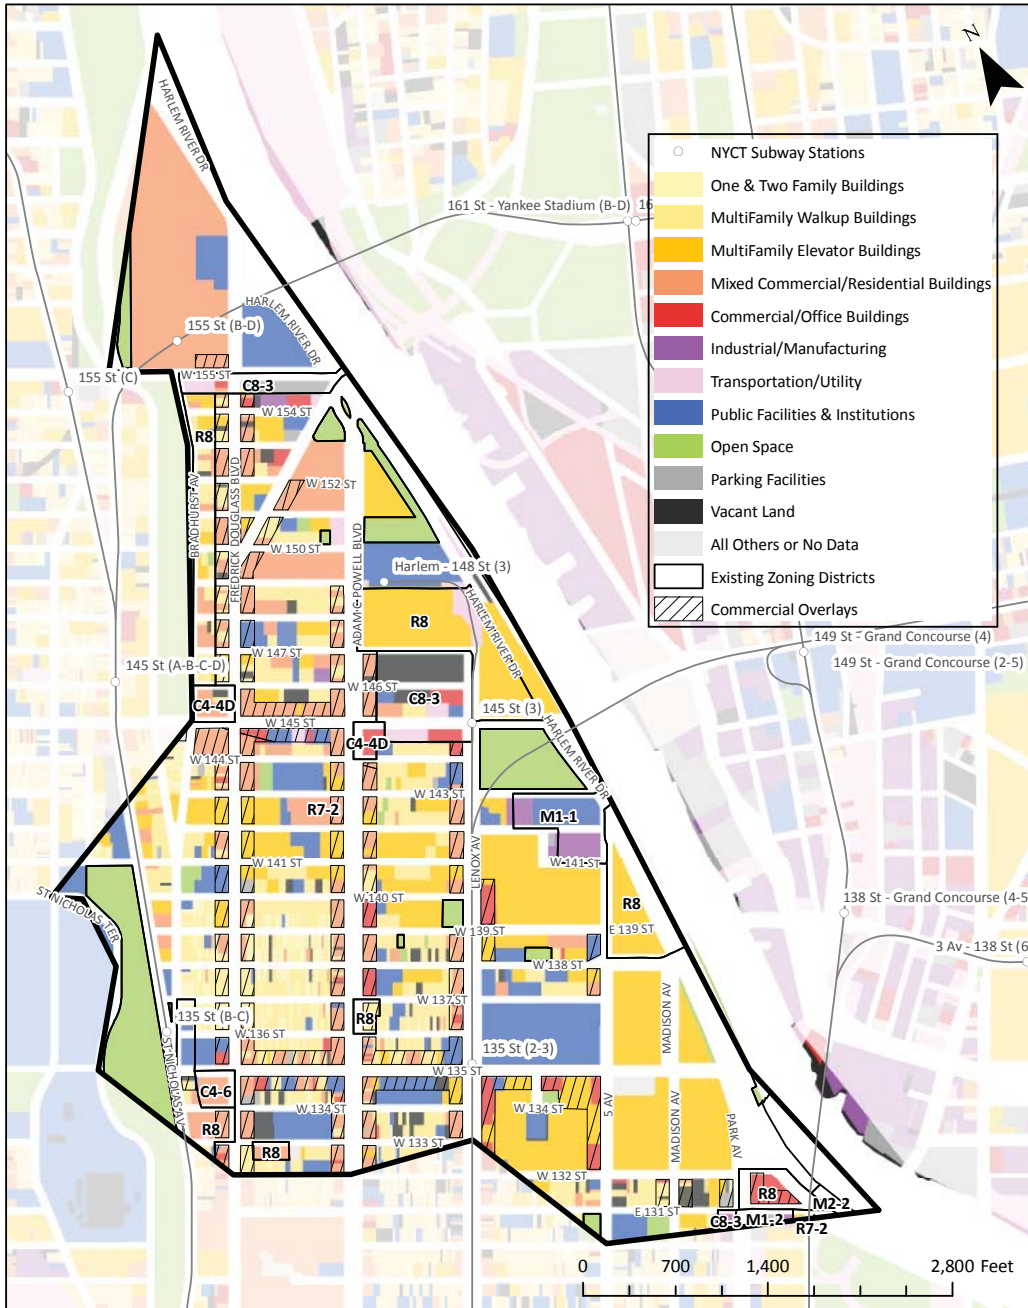 N
NYCT Subway Stations
One & Two Family Buildings
MultiFamily Walkup Buildings
MultiFamily Elevator Buildings
Mixed Commercial/Residential Buildings
Commercial/Office Buildings
Industrial/Manufacturing
Transportation/Utility
Public Facilities & Institutions
Open Space
Parking Facilities
Vacant Land
All Others or No Data
Existing Zoning Districts
Commercial Overlays
HARLEM RIVER DR
161 St - Yankee Stadium (B-D)
16
HARLEM RIVER DR
155 St (B-D)
W 155 ST
155 St (C)
C8-3
W 154 ST
R8
BRADHURST AV
FREDRICK DOUGLASS BLVD
W 152 ST
W 150 ST
ADAM C POWELL BLVD
Harlem - 148 St (3)
HARLEM RIVER DR
R8
149 St - Grand Concourse (4)
149 St - Grand Concourse (2-5)
W 147 ST
145 St (A-B-C-D)
W 146 ST
C8-3
C4-4D
W 145 ST
145 St (3)
HARLEM RIVER DR
C4-4D
W 144 ST
W 143 ST
R7-2
M1-1
LENOX AV
W 141 ST
W 141 ST
ST NICHOLAS TER
W 140 ST
R8
138 St - Grand Concourse (4-5
W 139 ST
E 139 ST
3 Av - 138 St (6
W 138 ST
W 137 ST
MADISON AV
135 St (B-C)
R8
W 136 ST
135 St (2-3)
W 135 ST
ST NICHOLAS AV
C4-6
W 134 ST
W 134 ST
5 AV
MADISON AV
PARK AV
R8
W 133 ST
R8
W 132 ST
R8
M2-2
E 131 ST
C8-3
M1-2
R7-2
0 700 1,400 2,800 Feet